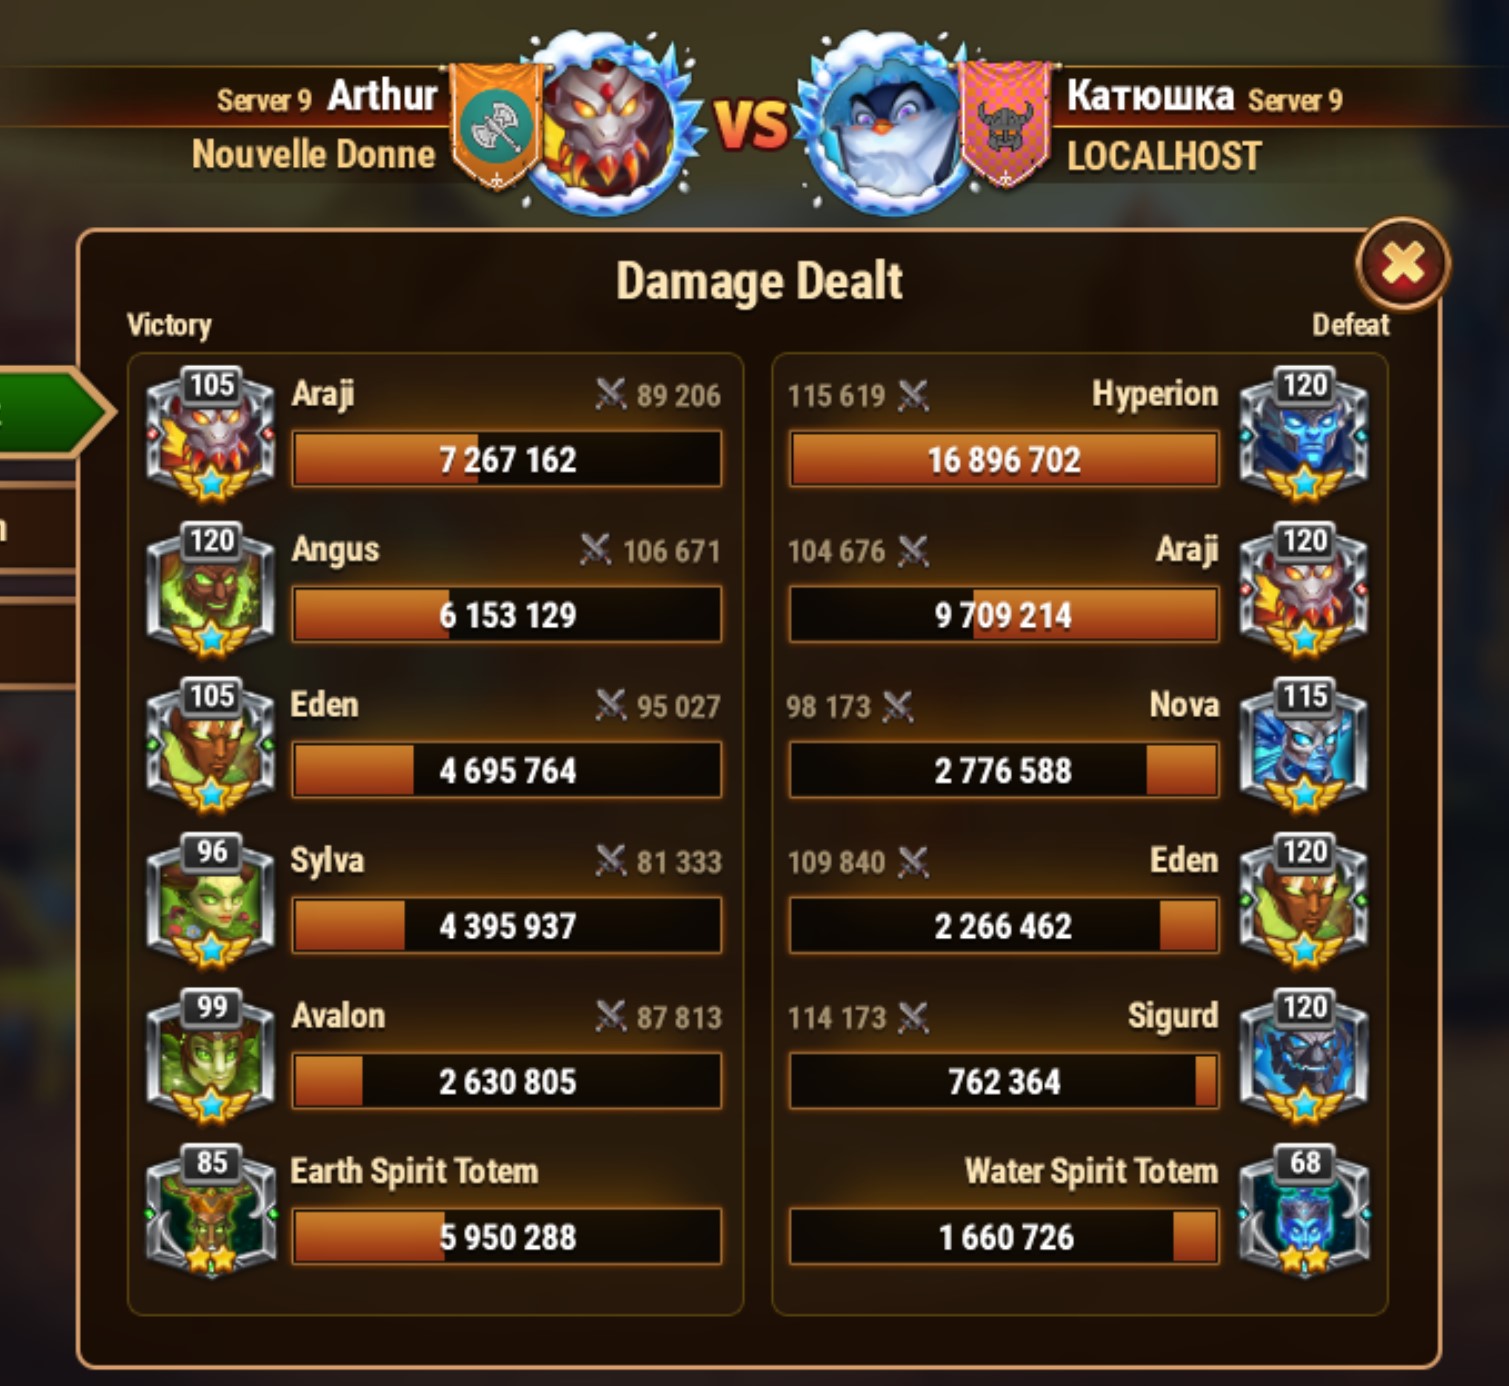 Server 9 Arthur
Nouvelle Donne
VS
Катюшка Server 9
LOCALHOST
Damage Dealt
Victory
Defeat
105 Araji 89 206
7 267 162
115 619 Hyperion 120
16 896 702
120 Angus 106 671
6 153 129
104 676 Araji 120
9 709 214
105 Eden 95 027
4 695 764
98 173 Nova 115
2 776 588
96 Sylva 81 333
4 395 937
109 840 Eden 120
2 266 462
99 Avalon 87 813
2 630 805
114 173 Sigurd 120
762 364
85 Earth Spirit Totem
5 950 288
Water Spirit Totem 68
1 660 726